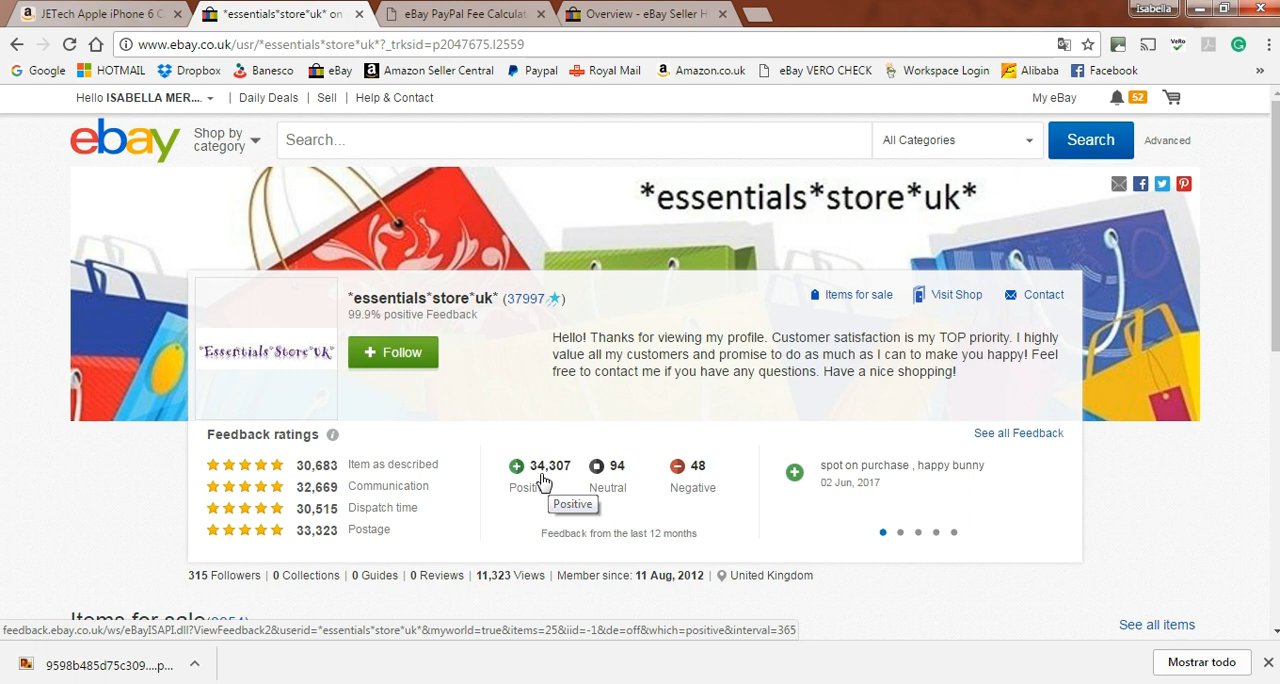 JETech Apple iPhone 6 C
*essentials*store*uk* on
eBay PayPal Fee Calculat
Overview - eBay Seller H
Isabella
www.ebay.co.uk/usr/*essentials*store*uk*?_trksid=p2047675.l2559
Google HOTMAIL Dropbox Banesco eBay Amazon Seller Central Paypal Royal Mail Amazon.co.uk eBay VERO CHECK Workspace Login Alibaba Facebook »
Hello ISABELLA MER.... | Daily Deals | Sell | Help & Contact
My eBay 52
ebay
Shop by
category
Search...
All Categories
Search
Advanced
*essentials*store*uk*
*Essentials*Store*UK*
*essentials*store*uk* (37997)
99.9% positive Feedback
+ Follow
Items for sale Visit Shop Contact
Hello! Thanks for viewing my profile. Customer satisfaction is my TOP priority. I highly
value all my customers and promise to do as much as I can to make you happy! Feel
free to contact me if you have any questions. Have a nice shopping!
Feedback ratings
See all Feedback
30,683 Item as described
32,669 Communication
30,515 Dispatch time
33,323 Postage
34,307 94 48
Neutral Negative
Positive
Feedback from the last 12 months
spot on purchase , happy bunny
02 Jun, 2017
315 Followers | 0 Collections | 0 Guides | 0 Reviews | 11,323 Views | Member since: 11 Aug, 2012 | United Kingdom
Items for sale
See all items
feedback.ebay.co.uk/ws/eBayISAPI.dll?ViewFeedback2&userid=*essentials*store*uk*&myworld=true&items=25&iid=-1&de=off&which=positive&interval=365
9598b485d75c309....p...
Mostrar todo